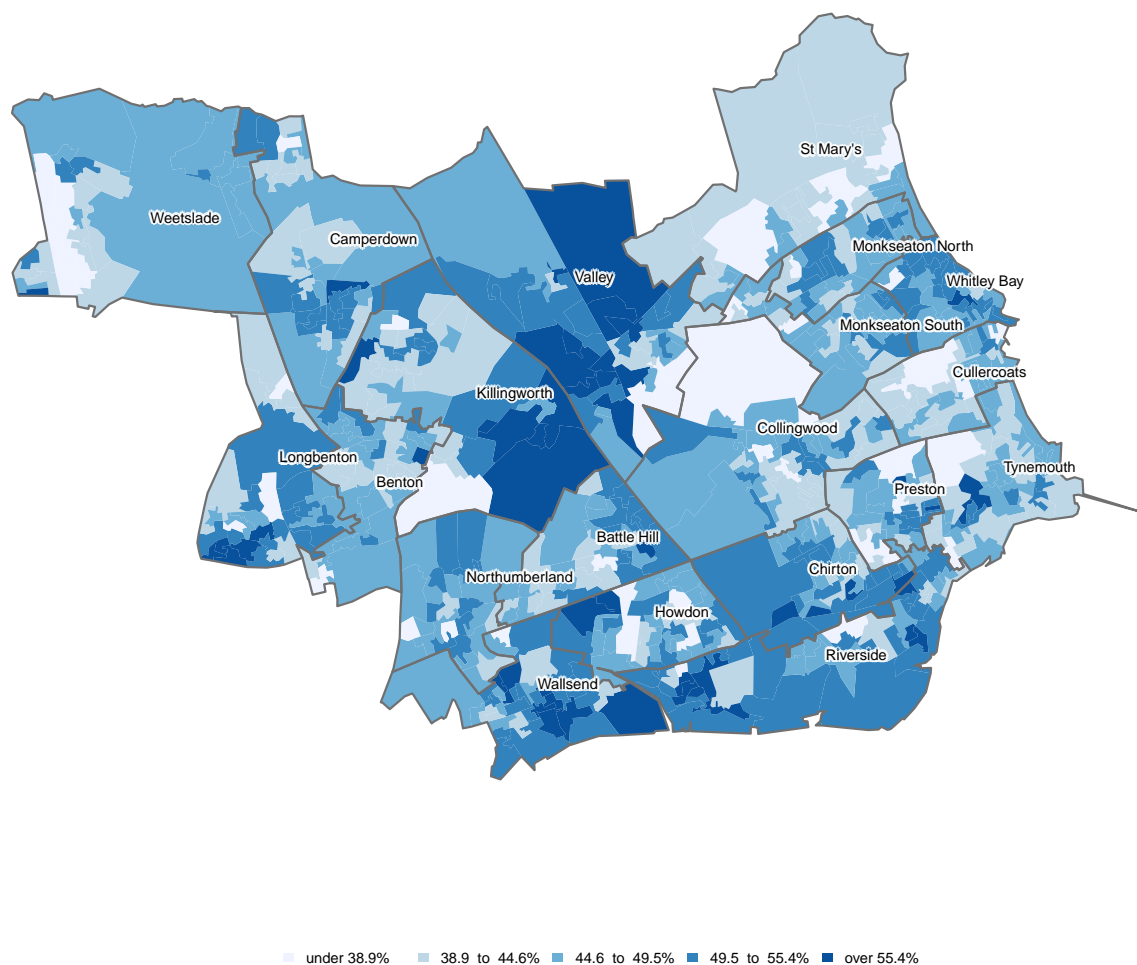 St Mary's
Weetslade
Camperdown
Monkseaton North
Valley
Whitley Bay
Monkseaton South
Cullercoats
Killingworth
Collingwood
Longbenton
Tynemouth
Benton
Preston
Battle Hill
Northumberland
Chirton
Howdon
Riverside
Wallsend
under 38.9% 38.9 to 44.6% 44.6 to 49.5% 49.5 to 55.4% over 55.4%